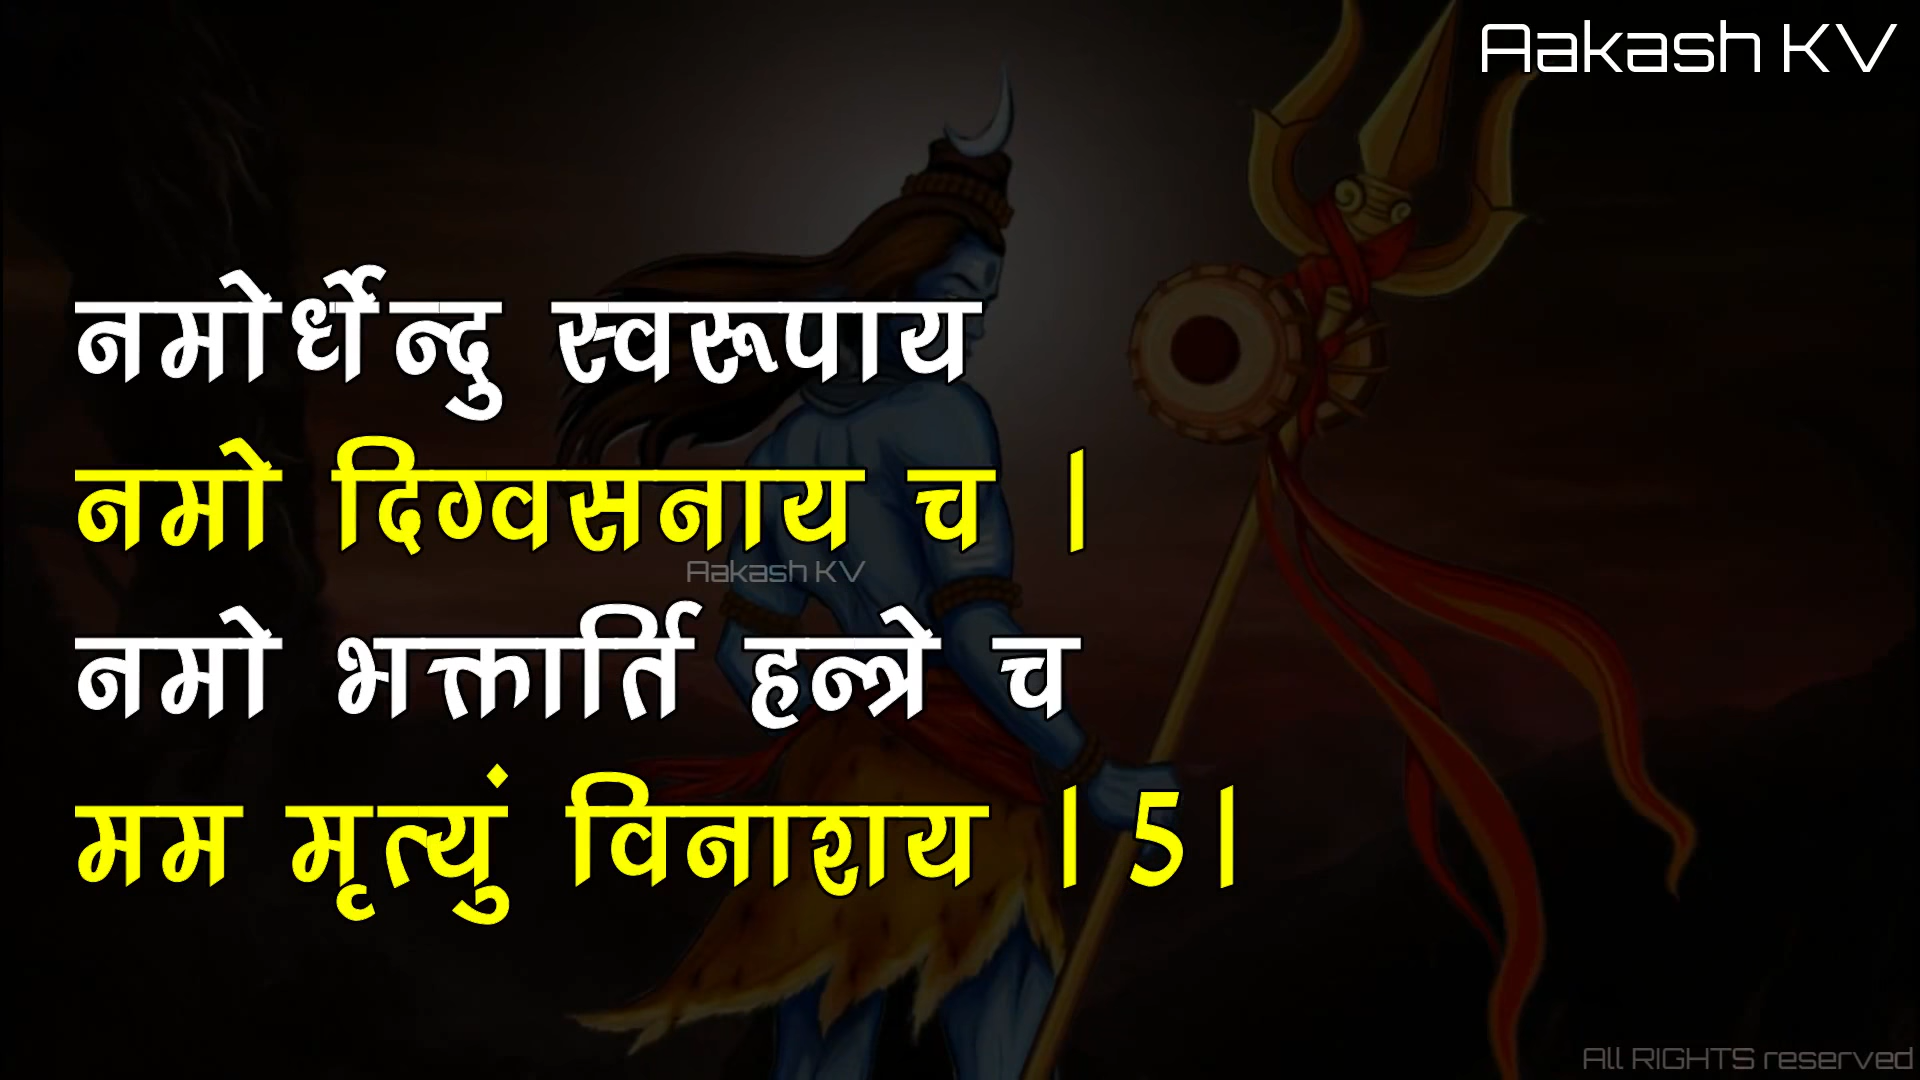 Aakash KV
नमोर्धेन्दु स्वरूपाय
नमो दिग्वसनाय च ।
Aakash KV
नमो भक्तार्ति हन्त्रे च
मम मृत्युं विनाशय । 5।
All RIGHTS reserved